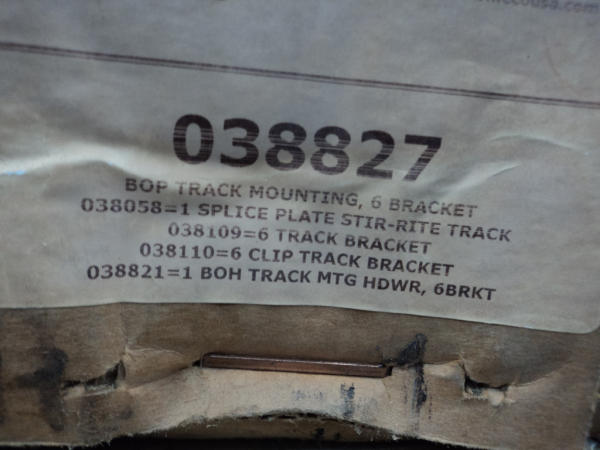 038827
BOP TRACK MOUNTING, 6 BRACKET
038058=1 SPLICE PLATE STIR-RITE TRACK
038109=6 TRACK BRACKET
038110=6 CLIP TRACK BRACKET
038821=1 BOH TRACK MTG HDWR, 6BRKT